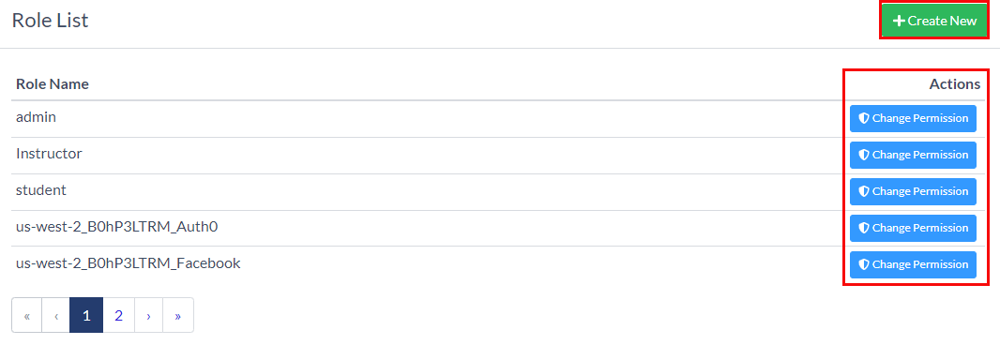 Role List
Create New
Role Name Actions
admin Change Permission
Instructor Change Permission
student Change Permission
us-west-2_B0hP3LTRM_Auth0 Change Permission
us-west-2_B0hP3LTRM_Facebook Change Permission
« ‹ 1 2 › »